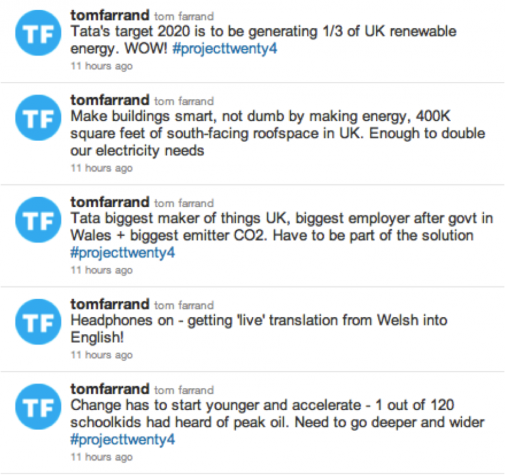 TF
tomfarrand tom farrand
Tata's target 2020 is to be generating 1/3 of UK renewable
energy. WOW! #projecttwenty4
11 hours ago
TF
tomfarrand tom farrand
Make buildings smart, not dumb by making energy, 400K
square feet of south-facing roofspace in UK. Enough to double
our electricity needs
11 hours ago
TF
tomfarrand tom farrand
Tata biggest maker of things UK, biggest employer after govt in
Wales + biggest emitter CO2. Have to be part of the solution
#projecttwenty4
11 hours ago
TF
tomfarrand tom farrand
Headphones on - getting 'live' translation from Welsh into
English!
11 hours ago
TF
tomfarrand tom farrand
Change has to start younger and accelerate - 1 out of 120
schoolkids had heard of peak oil. Need to go deeper and wider
#projecttwenty4
11 hours ago